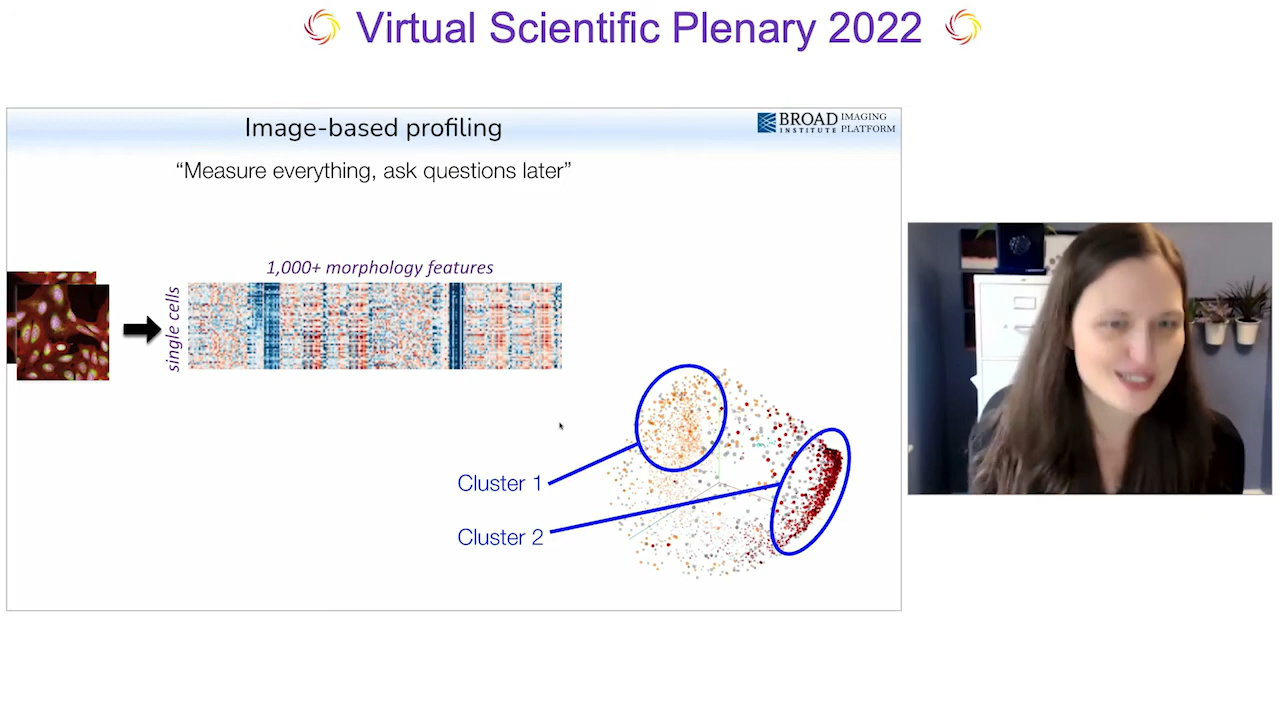 Virtual Scientific Plenary 2022
Image-based profiling
BROAD INSTITUTE
IMAGING PLATFORM
“Measure everything, ask questions later”
1,000+ morphology features
single cells
Cluster 1
Cluster 2